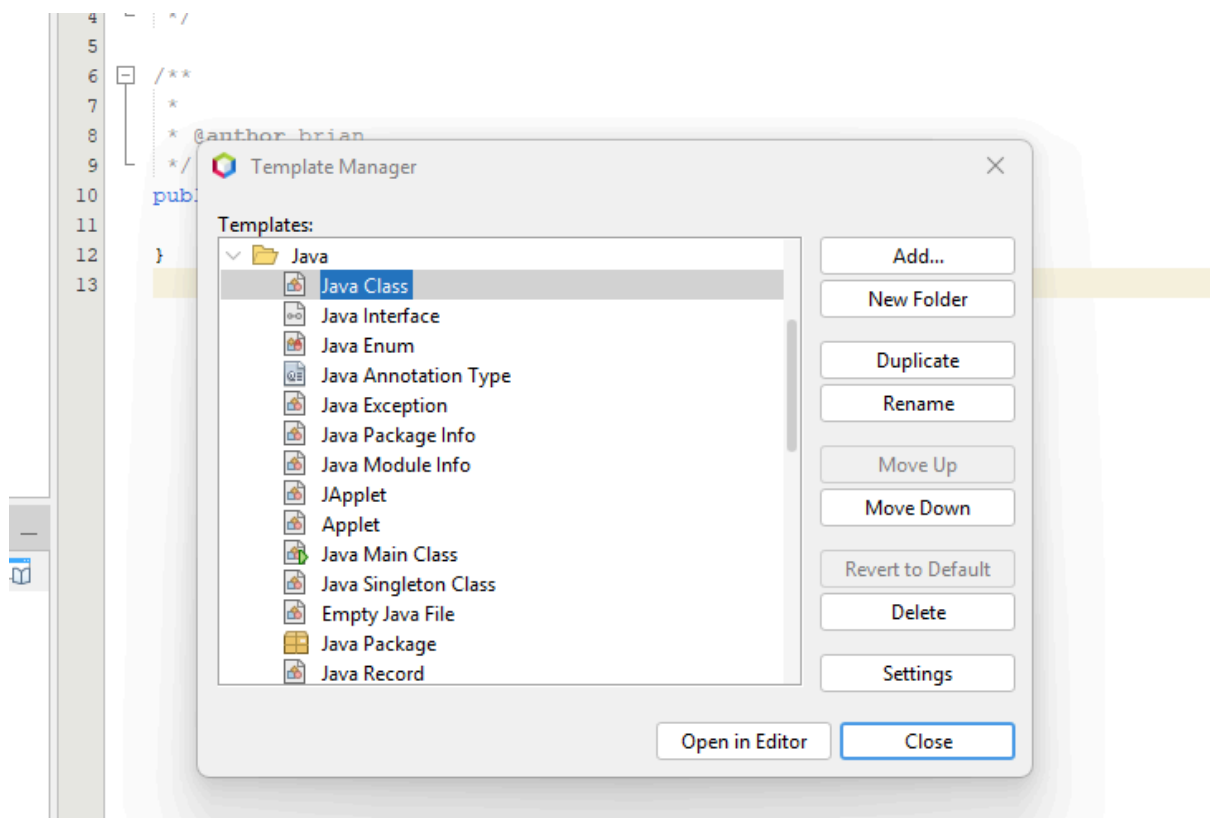 4 */
5
6 /**
7 *
8 * @author brian
9 */
10 publ
11
12 }
13
Template Manager
Templates:
Java
Java Class
Java Interface
Java Enum
Java Annotation Type
Java Exception
Java Package Info
Java Module Info
JApplet
Applet
Java Main Class
Java Singleton Class
Empty Java File
Java Package
Java Record
Add...
New Folder
Duplicate
Rename
Move Up
Move Down
Revert to Default
Delete
Settings
Open in Editor
Close